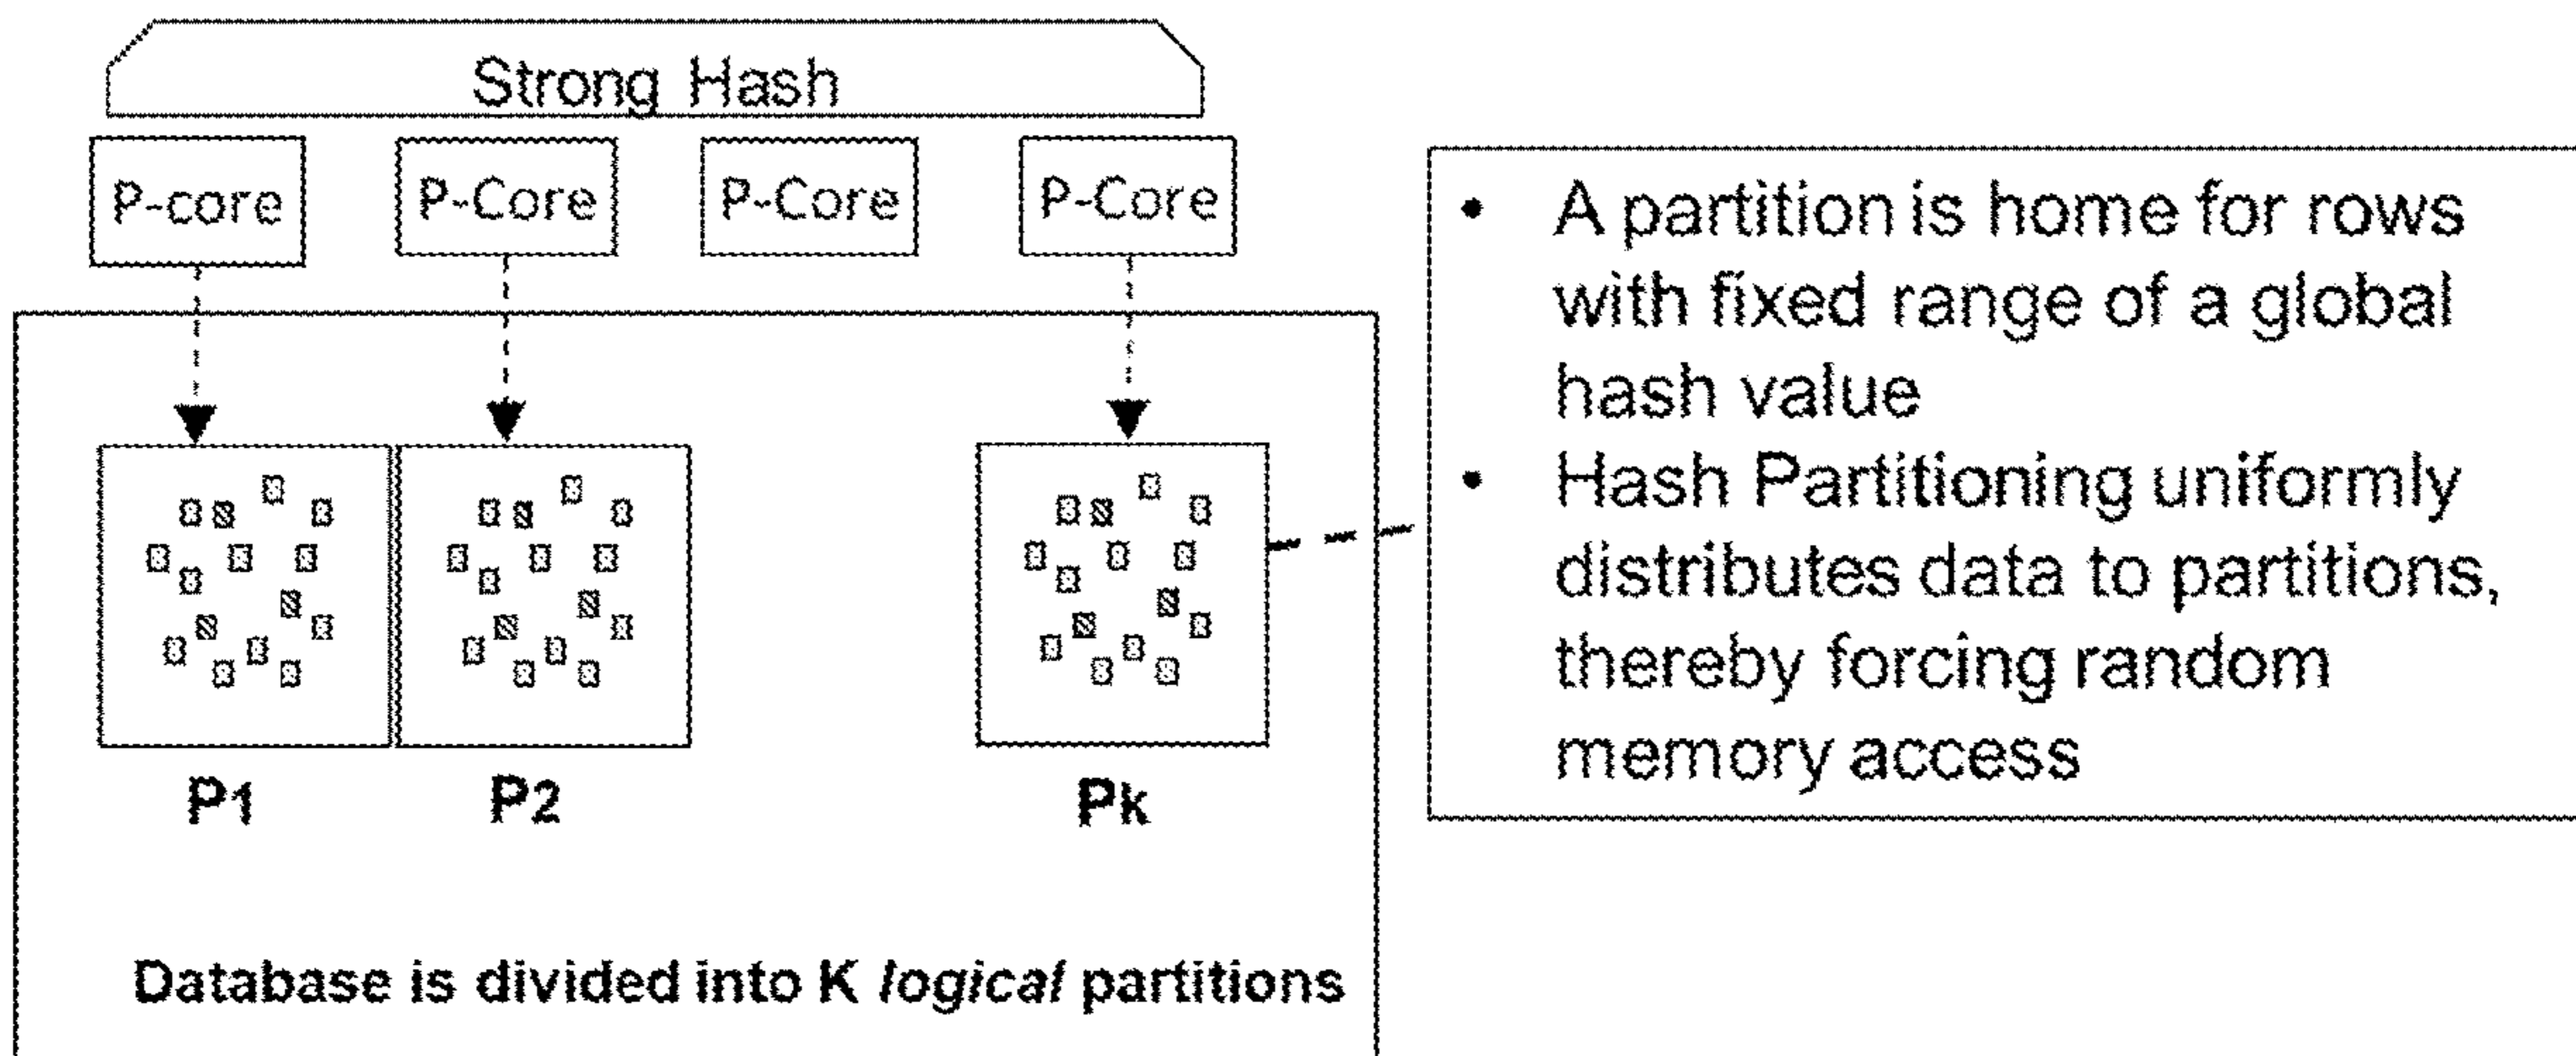 Strong Hash
P-core P-Core P-Core P-Core
• A partition is home for rows
with fixed range of a global
hash value
• Hash Partitioning uniformly
distributes data to partitions,
thereby forcing random
memory access
P1 P2 Pk
Database is divided into K logical partitions